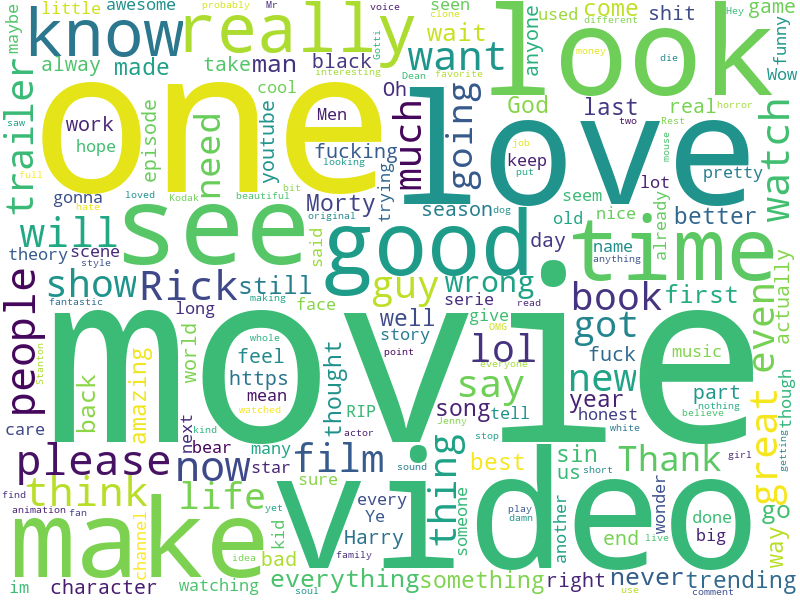 maybe
little
awesome
probably
Mr
voice
clone
seen
come
shit
Hey
game
know
really
look
used
different
funny
alway
made
take
man
black
Gotti
want
wait
anyone
money
die
Wow
trailer
one
cool
Oh
Dean
favorite
interesting
love
God
last
real
horror
watch
saw
work
hope
episode
need
youtube
Men
fucking
looking
much
going
job
put
keep
two
Rest
mouse
pretty
full
hate
gonna
loved
Kodak
beautiful
bit
Morty
original
trying
season
dog
seem
old
nice
lot
already
better
will
see
good
time
theory
scene
style
said
day
name
anything
actually
show
Rick
still
guy
wrong
book
first
even
fantastic
long
making
face
serie
read
people
movie
world
well
give
OMG
got
music
Stanton
back
amazing
feel
whole
https
mean
thought
story
point
lol
everyone
fuck
new
part
nothing
believe
great
though
watched
RIP
song
say
tell
year
honest
care
next
kind
bear
many
actor
Jenny
stop
white
girl
getting
please
now
star
film
sure
sound
thing
best
sin
us
short
Thank
find
think
life
yet
every
Ye
someone
play
damn
another
wonder
done
big
go
way
animation
fan
make
channel
kid
bad
idea
Harry
family
video
end
live
im
character
watching
soul
everything
something
right
never
use
comment
trending